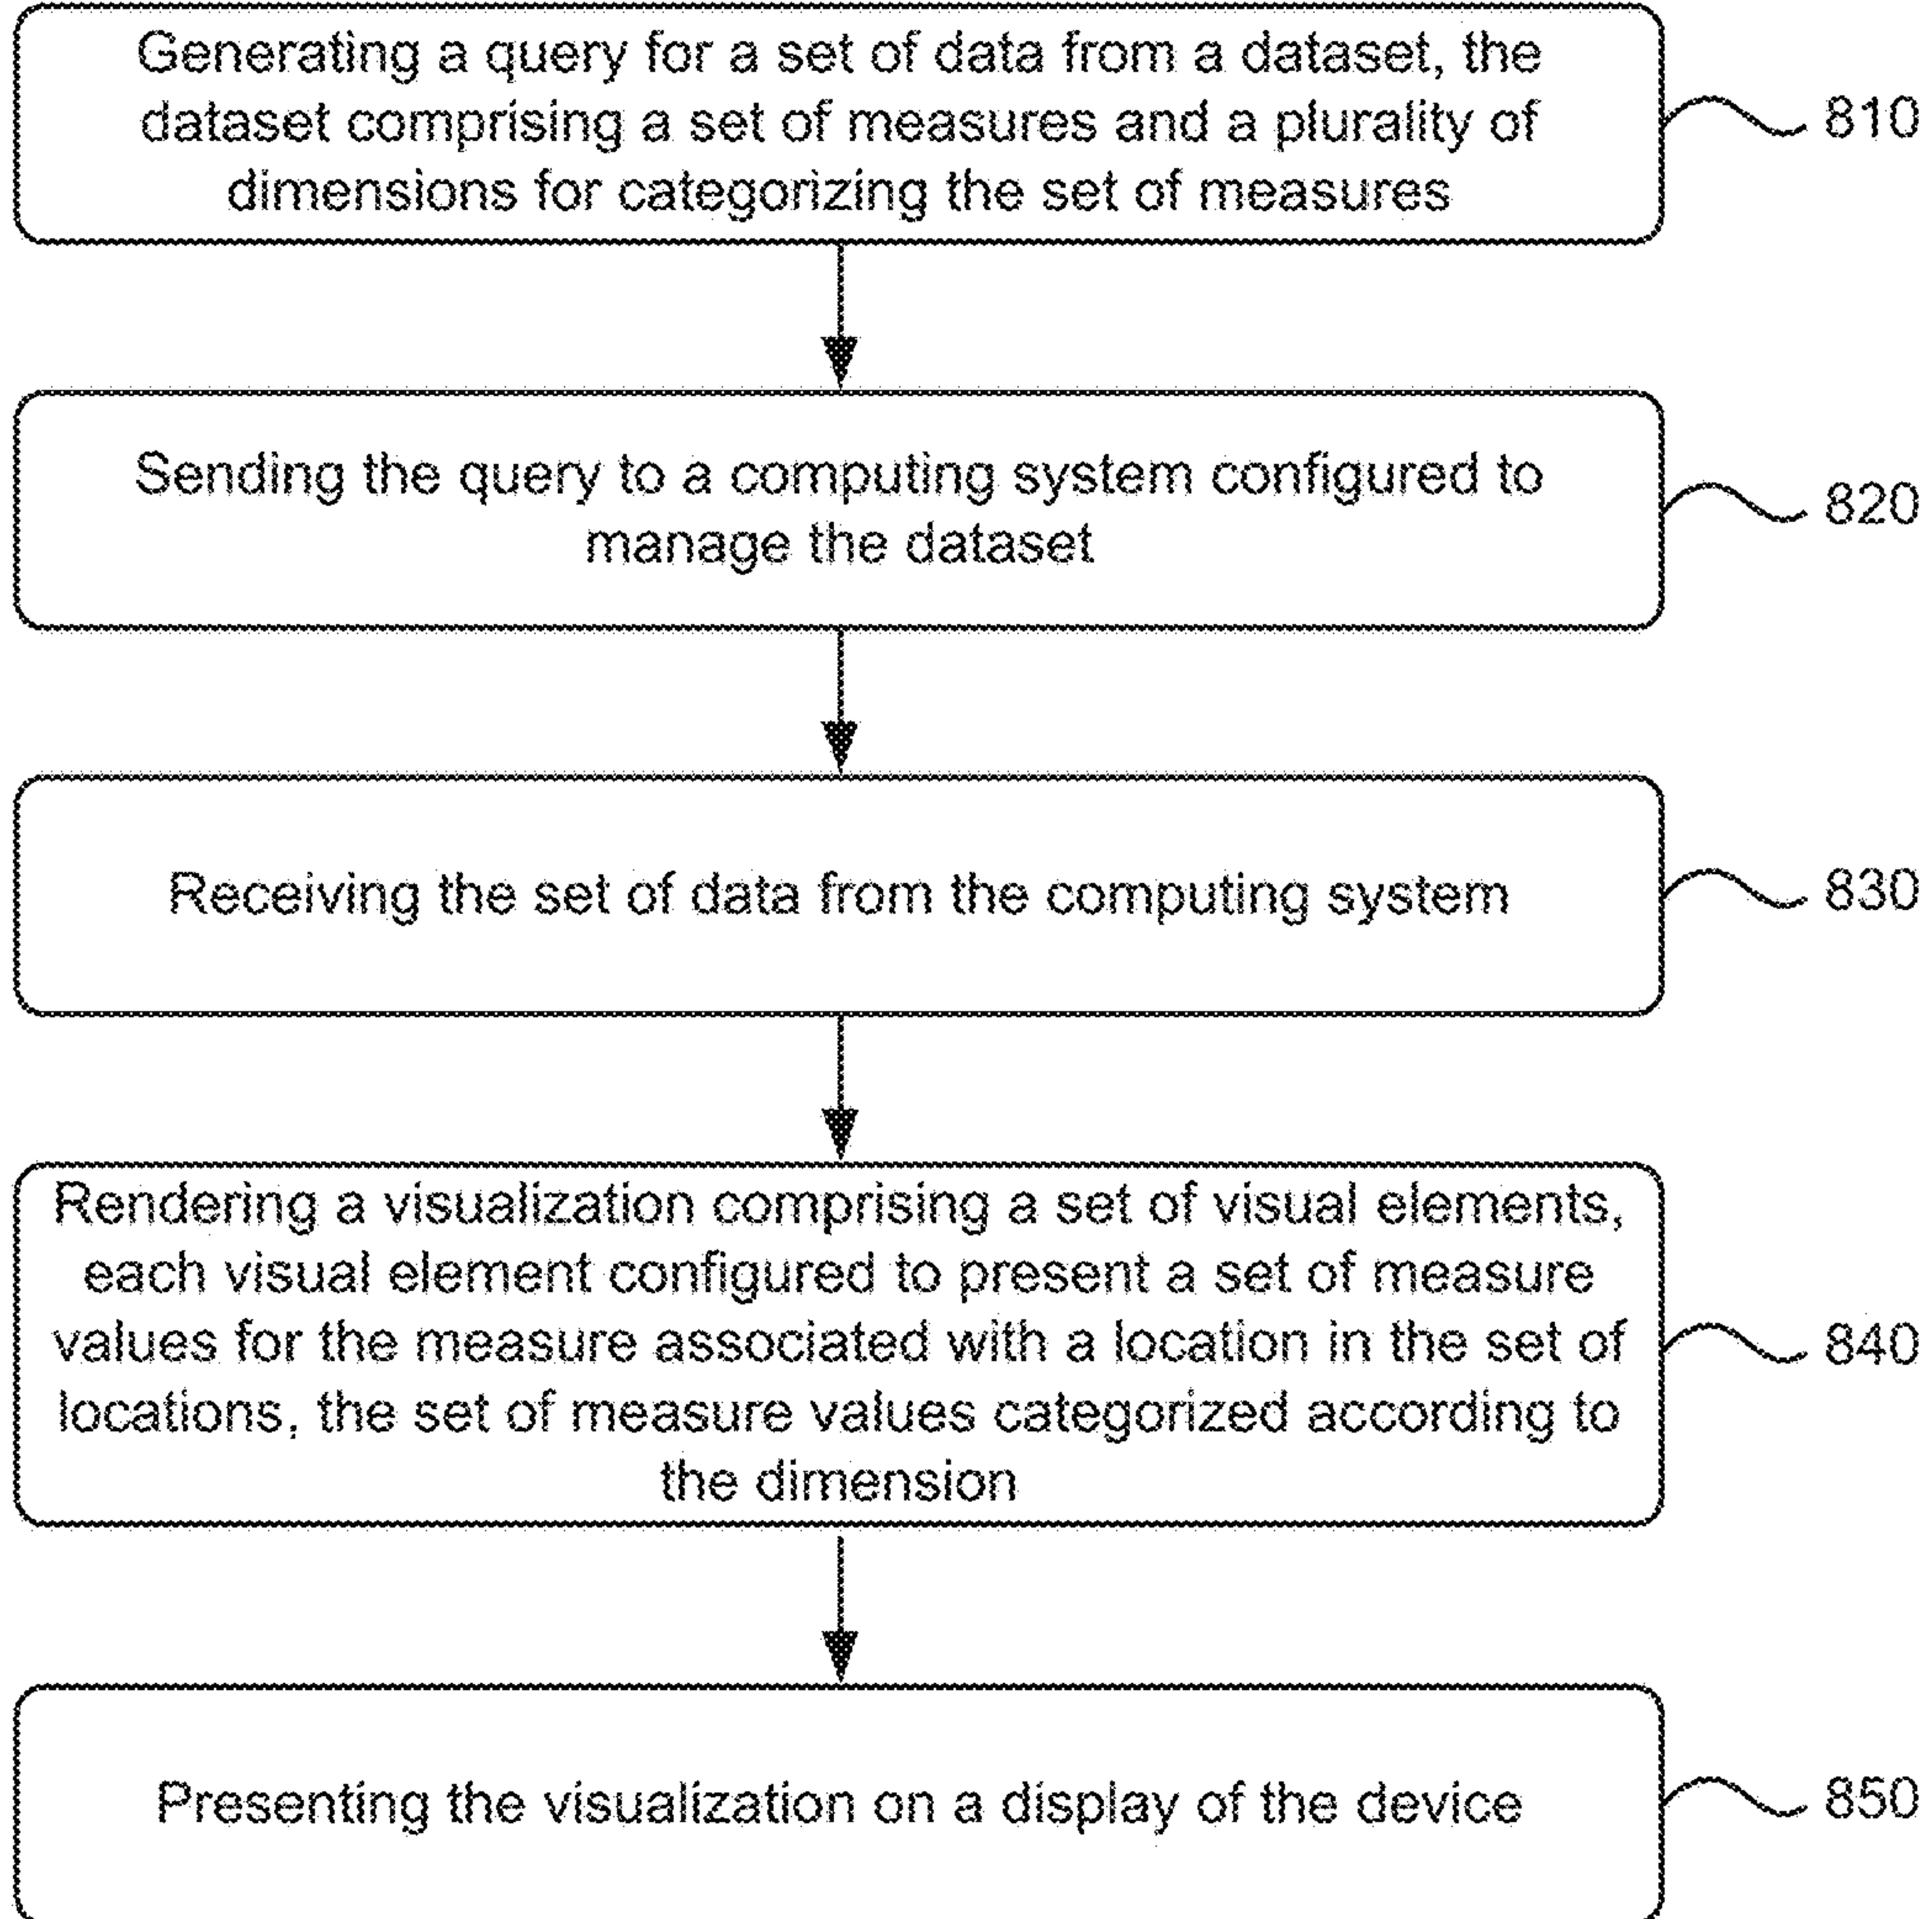 Generating a query for a set of data from a dataset, the
dataset comprising a set of measures and a plurality of
dimensions for categorizing the set of measures
810
Sending the query to a computing system configured to
manage the dataset
820
Receiving the set of data from the computing system
830
Rendering a visualization comprising a set of visual elements,
each visual element configured to present a set of measure
values for the measure associated with a location in the set of
locations, the set of measure values categorized according to
the dimension
840
Presenting the visualization on a display of the device
850